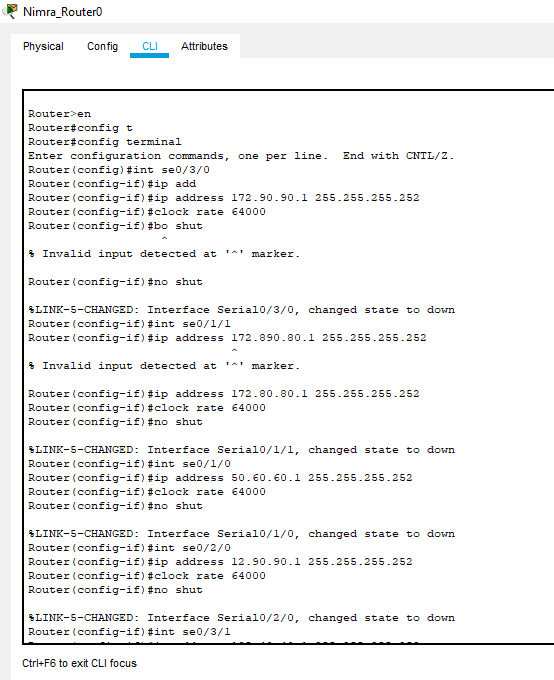 Nimra_Router0
Physical Config CLI Attributes
Router>en
Router#config t
Router#config terminal
Enter configuration commands, one per line.  End with CNTL/Z.
Router(config)#int se0/3/0
Router(config-if)#ip add
Router(config-if)#ip address 172.90.90.1 255.255.255.252
Router(config-if)#clock rate 64000
Router(config-if)#bo shut
^
% Invalid input detected at '^' marker.
Router(config-if)#no shut
%LINK-5-CHANGED: Interface Serial0/3/0, changed state to down
Router(config-if)#int se0/1/1
Router(config-if)#ip address 172.890.80.1 255.255.255.252
^
% Invalid input detected at '^' marker.
Router(config-if)#ip address 172.80.80.1 255.255.255.252
Router(config-if)#clock rate 64000
Router(config-if)#no shut
%LINK-5-CHANGED: Interface Serial0/1/1, changed state to down
Router(config-if)#int se0/1/0
Router(config-if)#ip address 50.60.60.1 255.255.255.252
Router(config-if)#clock rate 64000
Router(config-if)#no shut
%LINK-5-CHANGED: Interface Serial0/1/0, changed state to down
Router(config-if)#int se0/2/0
Router(config-if)#ip address 12.90.90.1 255.255.255.252
Router(config-if)#clock rate 64000
Router(config-if)#no shut
%LINK-5-CHANGED: Interface Serial0/2/0, changed state to down
Router(config-if)#int se0/3/1
Ctrl+F6 to exit CLI focus